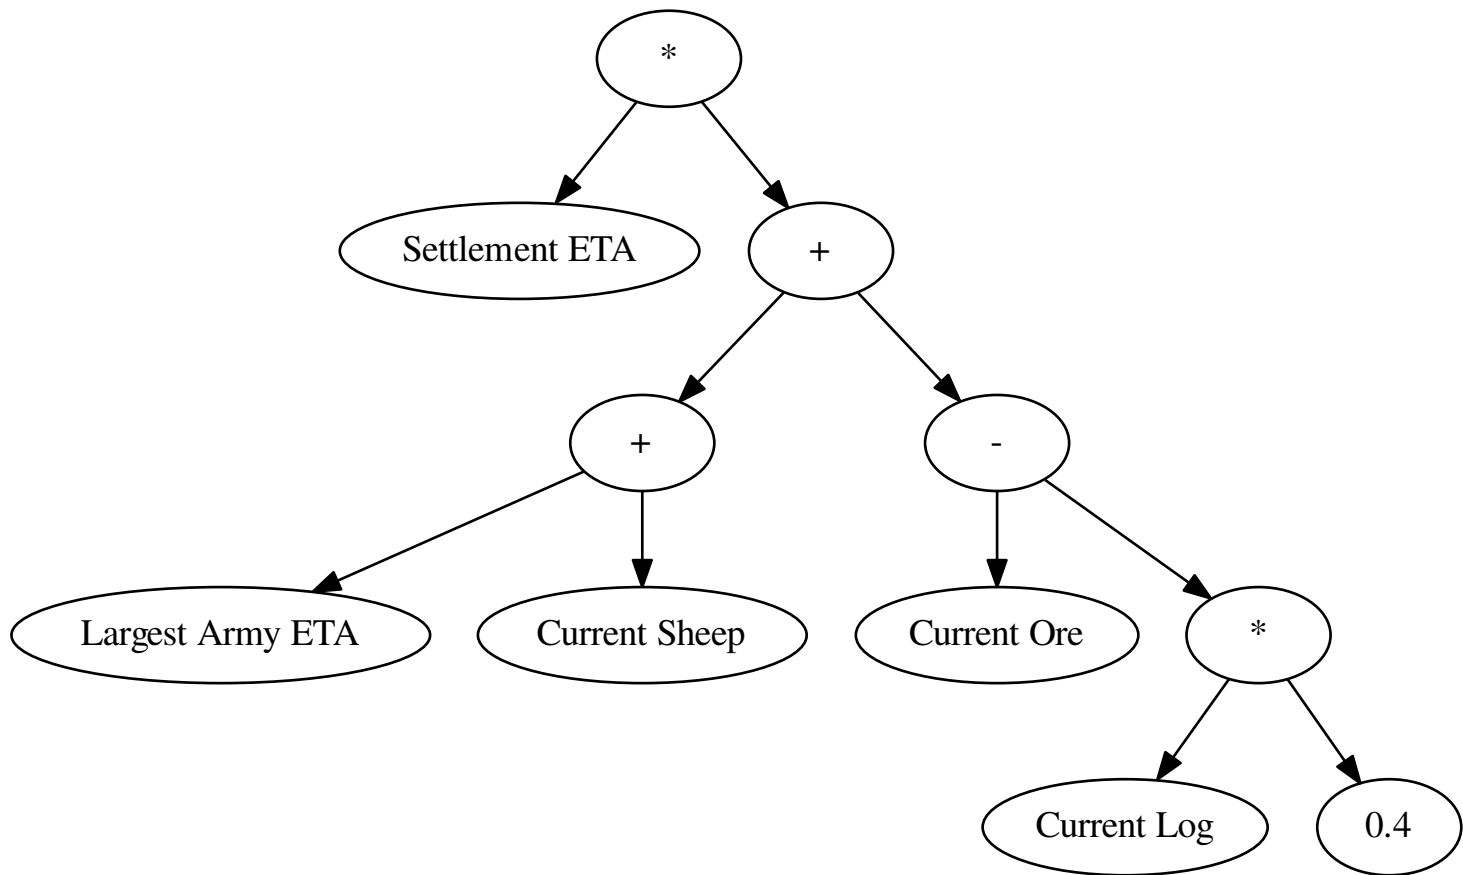 *
Settlement ETA
+
+
-
Largest Army ETA
Current Sheep
Current Ore
*
Current Log
0.4